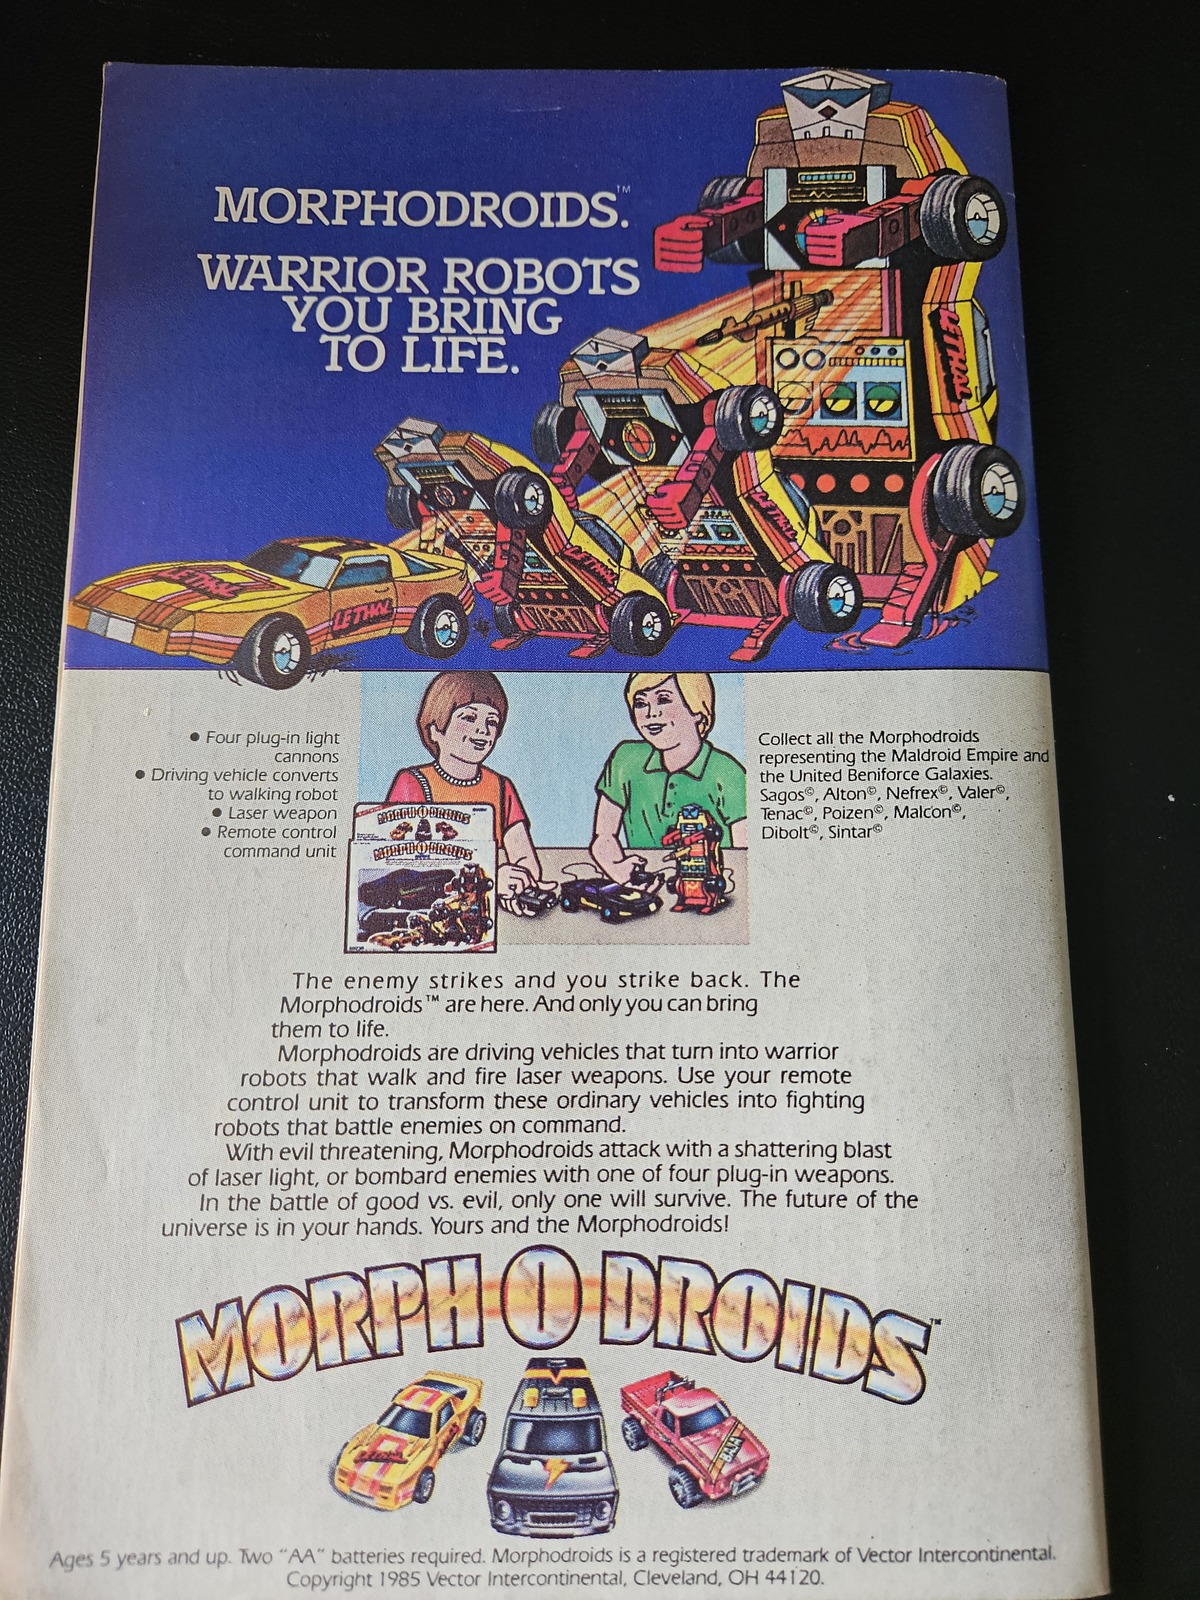 MORPHODROIDS.™
WARRIOR ROBOTS
YOU BRING
TO LIFE.
LETHAL
LETHAL
LETHAL
LETHAL
LETHAL
• Four plug-in light
cannons
• Driving vehicle converts
to walking robot
• Laser weapon
• Remote control
command unit
MORPH-O-DROIDS
MORPH-O-DROIDS
Collect all the Morphodroids
representing the Maldroid Empire and
the United Beniforce Galaxies.
Sagos©, Alton©, Nefrex©, Valer©,
Tenac©, Poizen©, Malcon©,
Dibolt©, Sintar©
The enemy strikes and you strike back. The
Morphodroids™ are here. And only you can bring
them to life.
Morphodroids are driving vehicles that turn into warrior
robots that walk and fire laser weapons. Use your remote
control unit to transform these ordinary vehicles into fighting
robots that battle enemies on command.
With evil threatening, Morphodroids attack with a shattering blast
of laser light, or bombard enemies with one of four plug-in weapons.
In the battle of good vs. evil, only one will survive. The future of the
universe is in your hands. Yours and the Morphodroids!
MORPH O DROIDS™
LETHAL
BAJA
Ages 5 years and up. Two "AA" batteries required. Morphodroids is a registered trademark of Vector Intercontinental.
Copyright 1985 Vector Intercontinental, Cleveland, OH 44120.